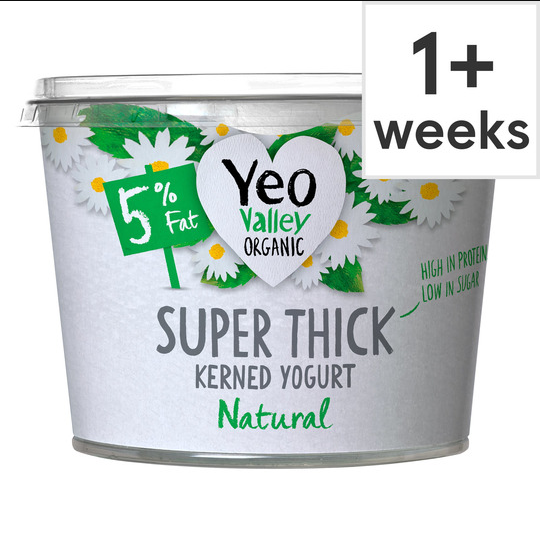 1+
weeks
5% Fat
Yeo
Valley
ORGANIC
HIGH IN PROTEIN
LOW IN SUGAR
SUPER THICK
KERNED YOGURT
Natural